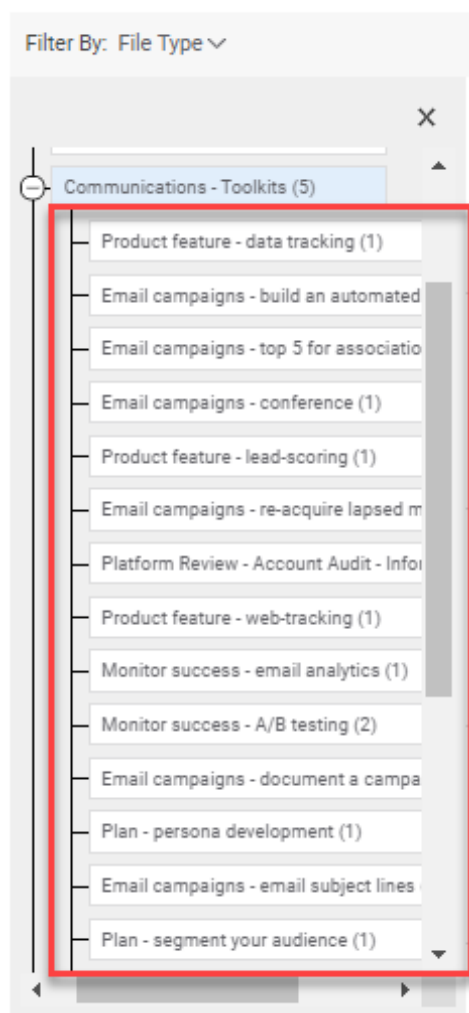 Filter By: File Type
Communications - Toolkits (5)
Product feature - data tracking (1)
Email campaigns - build an automated
Email campaigns - top 5 for
Email campaigns - conference (1)
Product feature - lead-scoring (1)
Email campaigns - re-acquire lapsed
Platform Review - Account Audit -
Product feature - web-tracking (1)
Monitor success - email analytics (1)
Monitor success - A/B testing (2)
Email campaigns - document a
Plan - persona development (1)
Email campaigns - email subject lines
Plan - segment your audience (1)